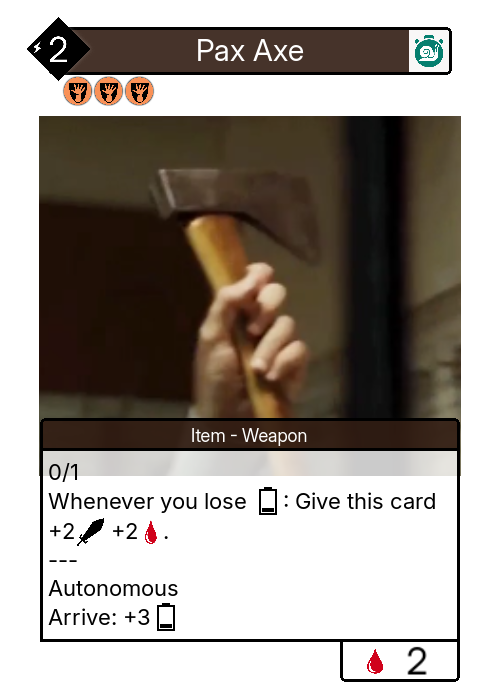 2
Pax Axe
Item - Weapon
0/1
Whenever you lose : Give this card
+2 +2 .
---
Autonomous
Arrive: +3
2